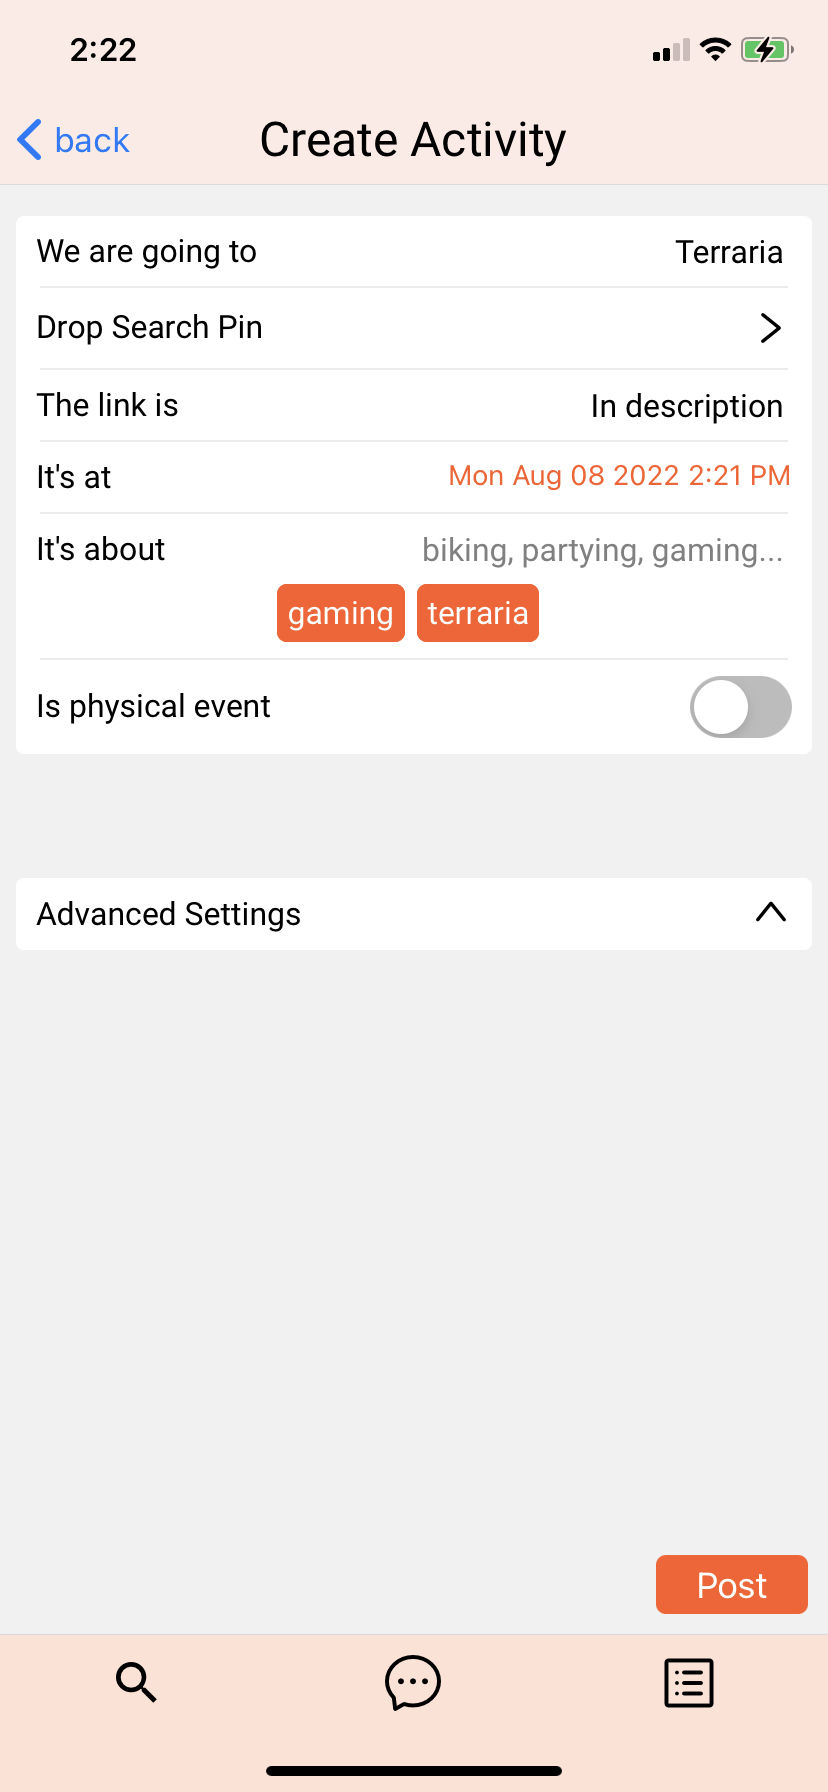 2:22
back
Create Activity
We are going to Terraria
Drop Search Pin
The link is In description
It's at Mon Aug 08 2022 2:21 PM
It's about biking, partying, gaming...
gaming terraria
Is physical event
Advanced Settings
Post